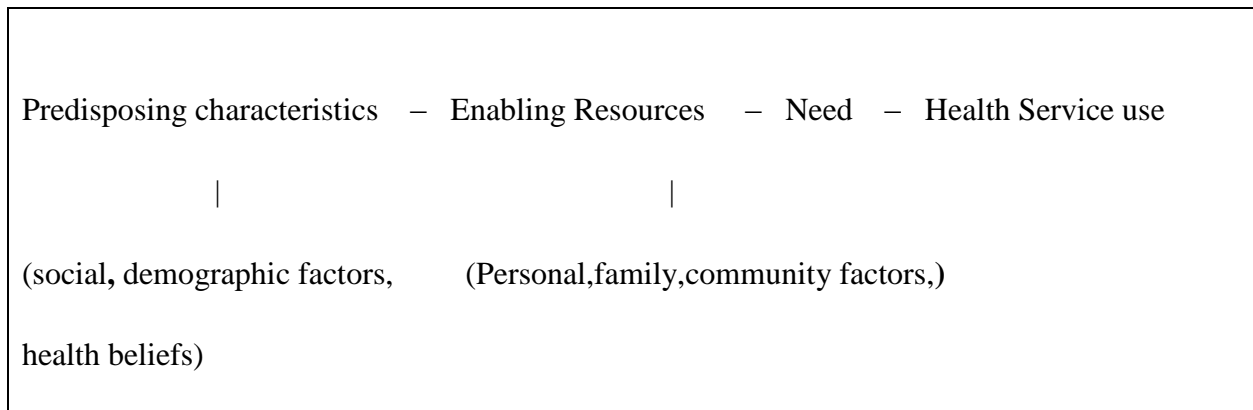 Predisposing characteristics – Enabling Resources – Need – Health Service use
| |
(social, demographic factors, (Personal,family,community factors,)
health beliefs)